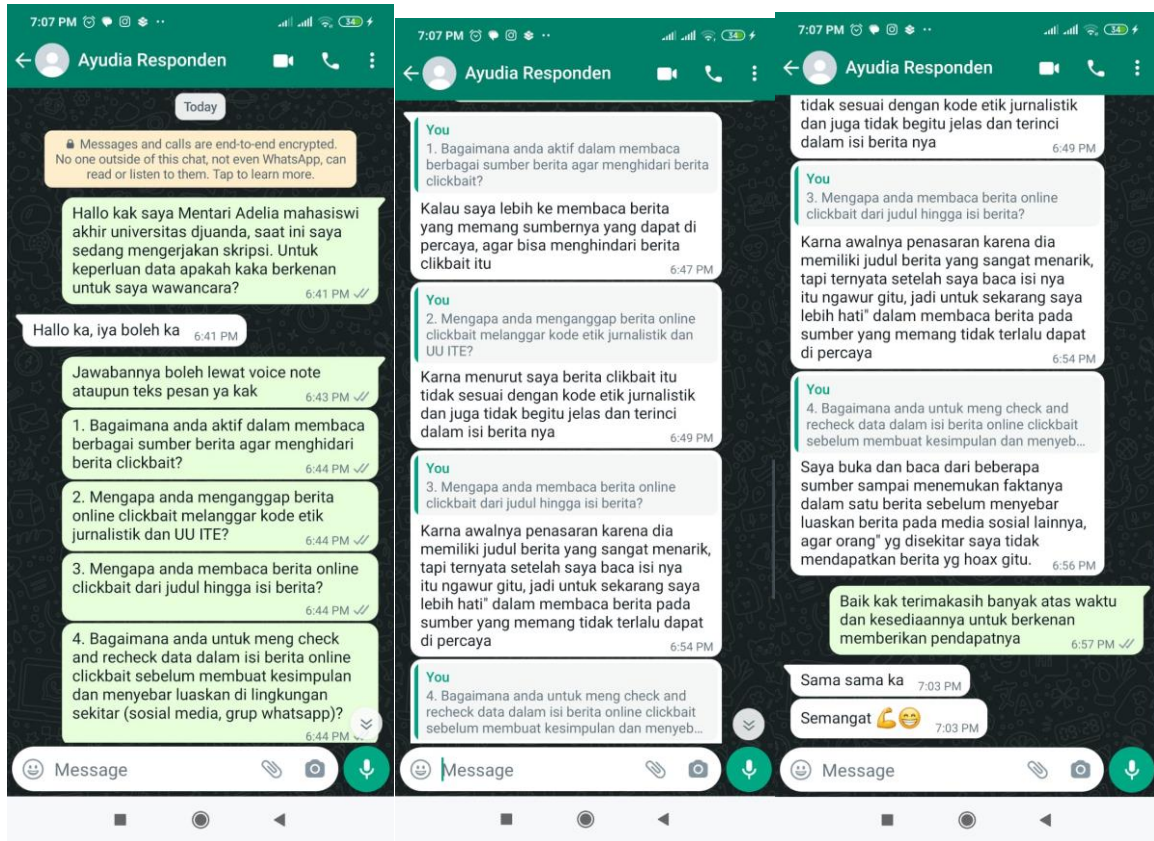 7:07 PM
34
Ayudia Responden
Today
Messages and calls are end-to-end encrypted.
No one outside of this chat, not even WhatsApp, can
read or listen to them. Tap to learn more.
Hallo kak saya Mentari Adelia mahasiswi
akhir universitas djuanda, saat ini saya
sedang mengerjakan skripsi. Untuk
keperluan data apakah kaka berkenan
untuk saya wawancara?
6:41 PM
Hallo ka, iya boleh ka
6:41 PM
Jawabannya boleh lewat voice note
ataupun teks pesan ya kak
6:43 PM
1. Bagaimana anda aktif dalam membaca
berbagai sumber berita agar menghidari
berita clickbait?
6:44 PM
2. Mengapa anda menganggap berita
online clickbait melanggar kode etik
jurnalistik dan UU ITE?
6:44 PM
3. Mengapa anda membaca berita online
clickbait dari judul hingga isi berita?
6:44 PM
4. Bagaimana anda untuk meng check
and recheck data dalam isi berita online
clickbait sebelum membuat kesimpulan
dan menyebar luaskan di lingkungan
sekitar (sosial media, grup whatsapp)?
6:44 PM
Message
7:07 PM
34
Ayudia Responden
You
1. Bagaimana anda aktif dalam membaca
berbagai sumber berita agar menghidari berita
clickbait?
Kalau saya lebih ke membaca berita
yang memang sumbernya yang dapat di
percaya, agar bisa menghindari berita
clikbait itu
6:47 PM
You
2. Mengapa anda menganggap berita online
clickbait melanggar kode etik jurnalistik dan
UU ITE?
Karna menurut saya berita clikbait itu
tidak sesuai dengan kode etik jurnalistik
dan juga tidak begitu jelas dan terinci
dalam isi berita nya
6:49 PM
You
3. Mengapa anda membaca berita online
clickbait dari judul hingga isi berita?
Karna awalnya penasaran karena dia
memiliki judul berita yang sangat menarik,
tapi ternyata setelah saya baca isi nya
itu ngawur gitu, jadi untuk sekarang saya
lebih hati" dalam membaca berita pada
sumber yang memang tidak terlalu dapat
di percaya
6:54 PM
You
4. Bagaimana anda untuk meng check and
recheck data dalam isi berita online clickbait
sebelum membuat kesimpulan dan menyeb...
Message
7:07 PM
34
Ayudia Responden
tidak sesuai dengan kode etik jurnalistik
dan juga tidak begitu jelas dan terinci
dalam isi berita nya
6:49 PM
You
3. Mengapa anda membaca berita online
clickbait dari judul hingga isi berita?
Karna awalnya penasaran karena dia
memiliki judul berita yang sangat menarik,
tapi ternyata setelah saya baca isi nya
itu ngawur gitu, jadi untuk sekarang saya
lebih hati" dalam membaca berita pada
sumber yang memang tidak terlalu dapat
di percaya
6:54 PM
You
4. Bagaimana anda untuk meng check and
recheck data dalam isi berita online clickbait
sebelum membuat kesimpulan dan menyeb...
Saya buka dan baca dari beberapa
sumber sampai menemukan faktanya
dalam satu berita sebelum menyebar
luaskan berita pada media sosial lainnya,
agar orang" yg disekitar saya tidak
mendapatkan berita yg hoax gitu.
6:56 PM
Baik kak terimakasih banyak atas waktu
dan kesediaannya untuk berkenan
memberikan pendapatnya
6:57 PM
Sama sama ka
7:03 PM
Semangat 💪😁
7:03 PM
Message